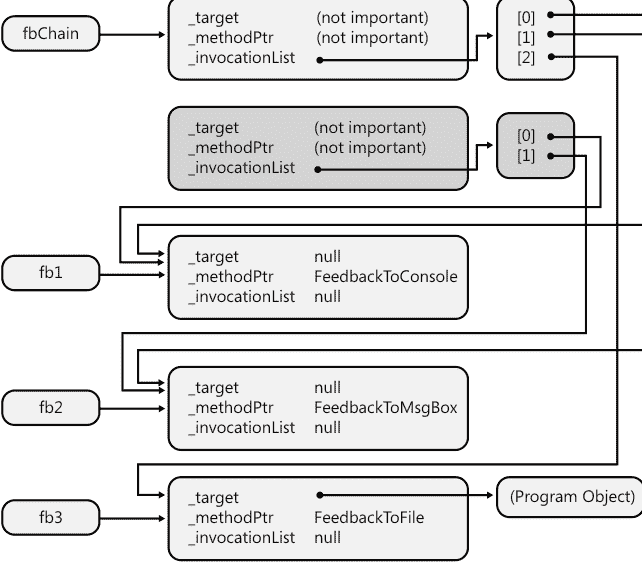 fbChain
_target (not important)
_methodPtr (not important)
_invocationList
[0]
[1]
[2]
_target (not important)
_methodPtr (not important)
_invocationList
[0]
[1]
fb1
_target null
_methodPtr FeedbackToConsole
_invocationList null
fb2
_target null
_methodPtr FeedbackToMsgBox
_invocationList null
fb3
_target
_methodPtr FeedbackToFile
_invocationList null
(Program Object)